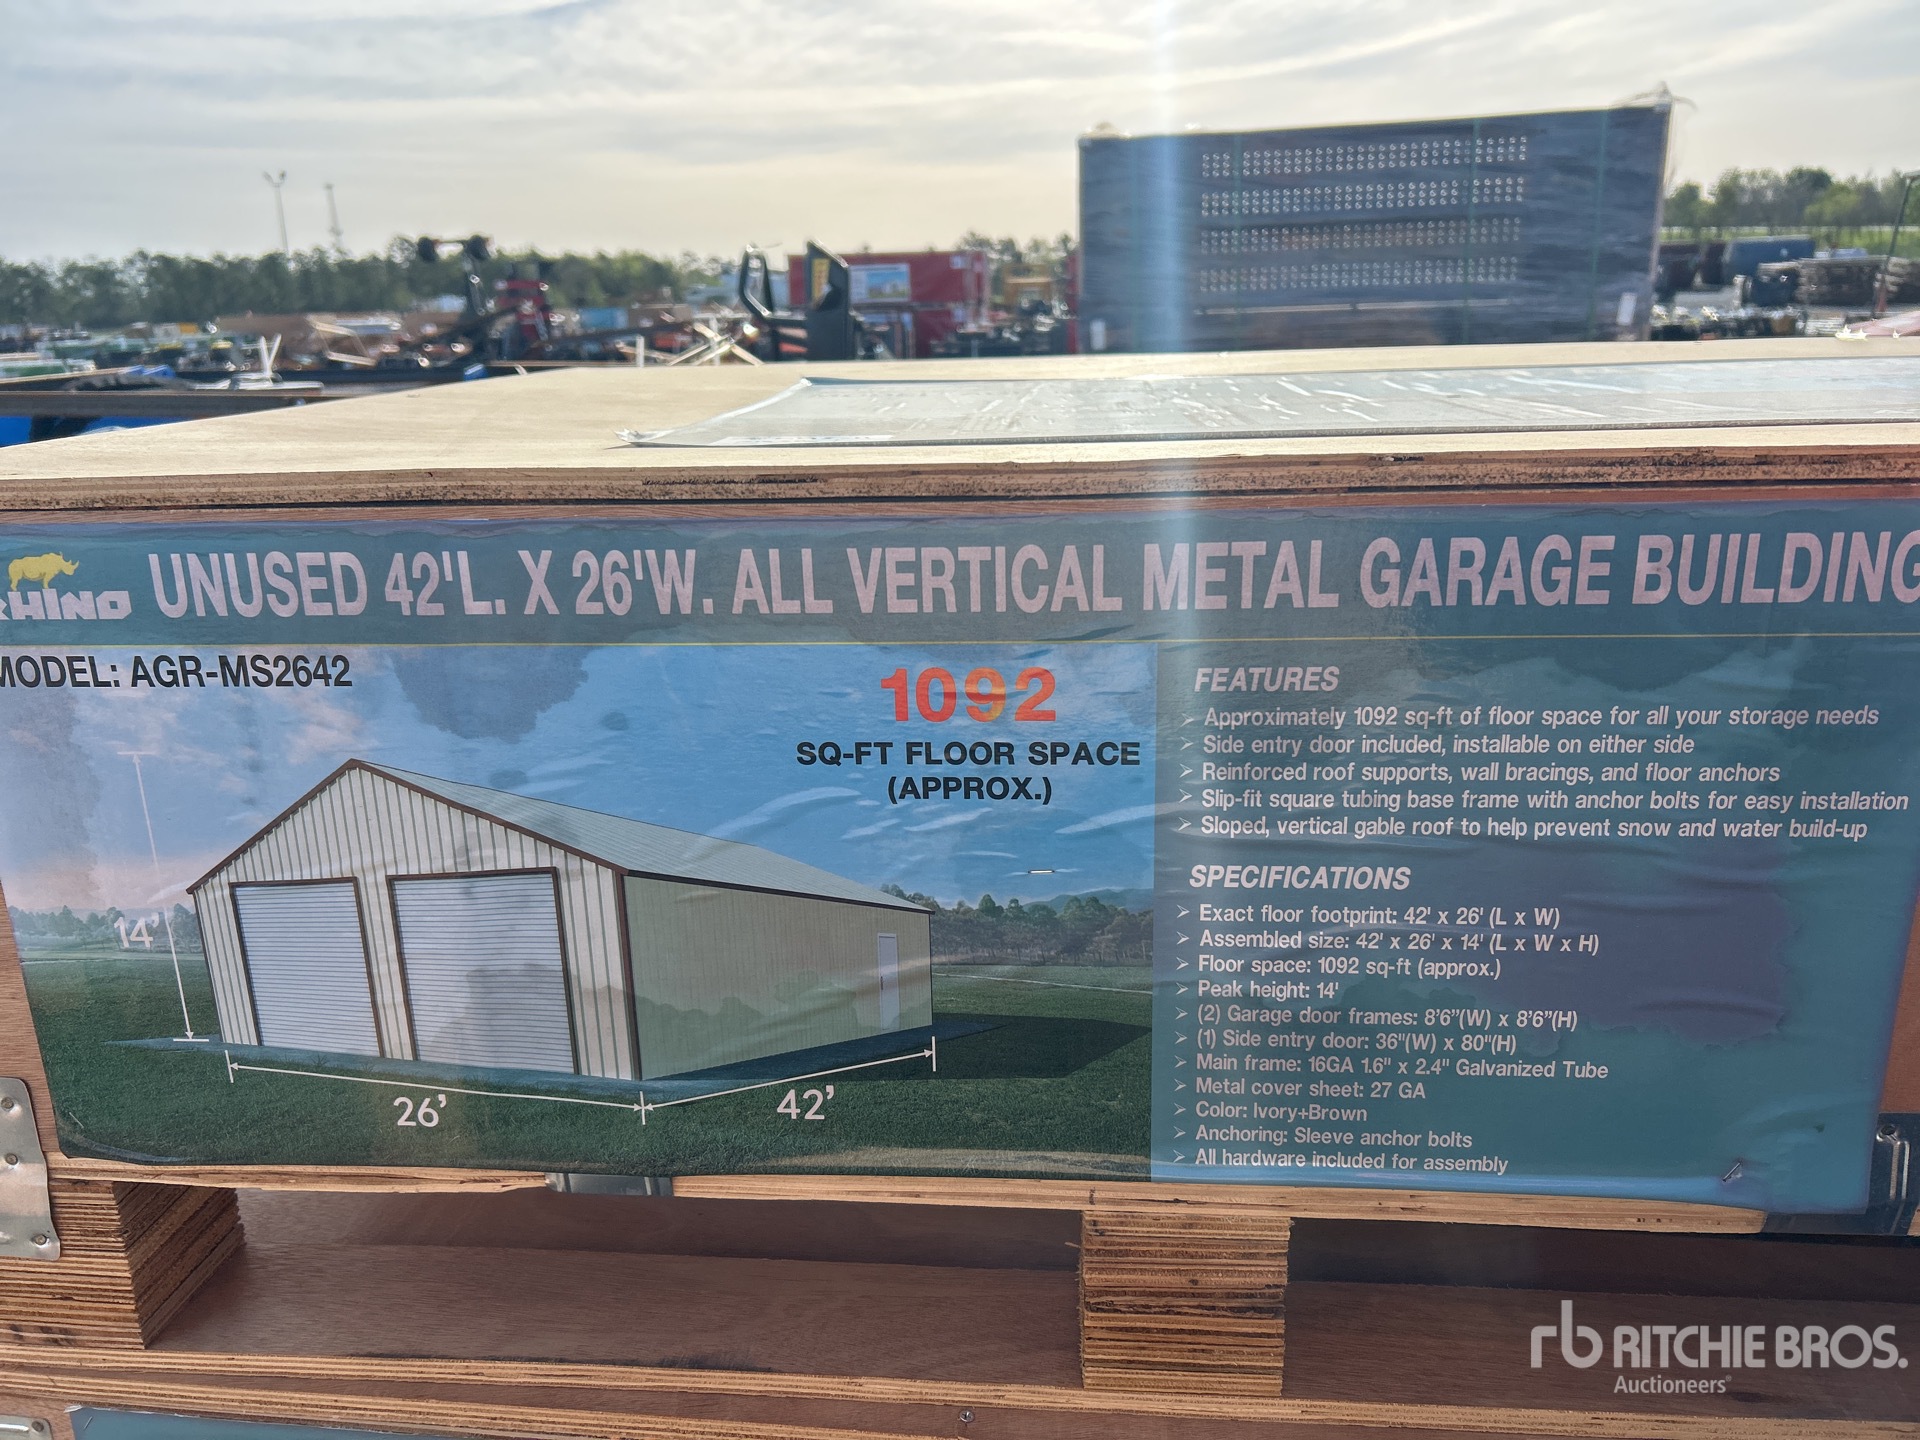 RHINO
UNUSED 42'L. X 26'W. ALL VERTICAL METAL GARAGE BUILDING
MODEL: AGR-MS2642
1092
SQ-FT FLOOR SPACE
(APPROX.)
14'
26'
42'
FEATURES
➢ Approximately 1092 sq-ft of floor space for all your storage needs
➢ Side entry door included, installable on either side
➢ Reinforced roof supports, wall bracings, and floor anchors
➢ Slip-fit square tubing base frame with anchor bolts for easy installation
➢ Sloped, vertical gable roof to help prevent snow and water build-up
SPECIFICATIONS
➢ Exact floor footprint: 42' x 26' (L x W)
➢ Assembled size: 42' x 26' x 14' (L x W x H)
➢ Floor space: 1092 sq-ft (approx.)
➢ Peak height: 14'
➢ (2) Garage door frames: 8'6"(W) x 8'6"(H)
➢ (1) Side entry door: 36"(W) x 80"(H)
➢ Main frame: 16GA 1.6" x 2.4" Galvanized Tube
➢ Metal cover sheet: 27 GA
➢ Color: Ivory+Brown
➢ Anchoring: Sleeve anchor bolts
➢ All hardware included for assembly
rb RITCHIE BROS.
Auctioneers